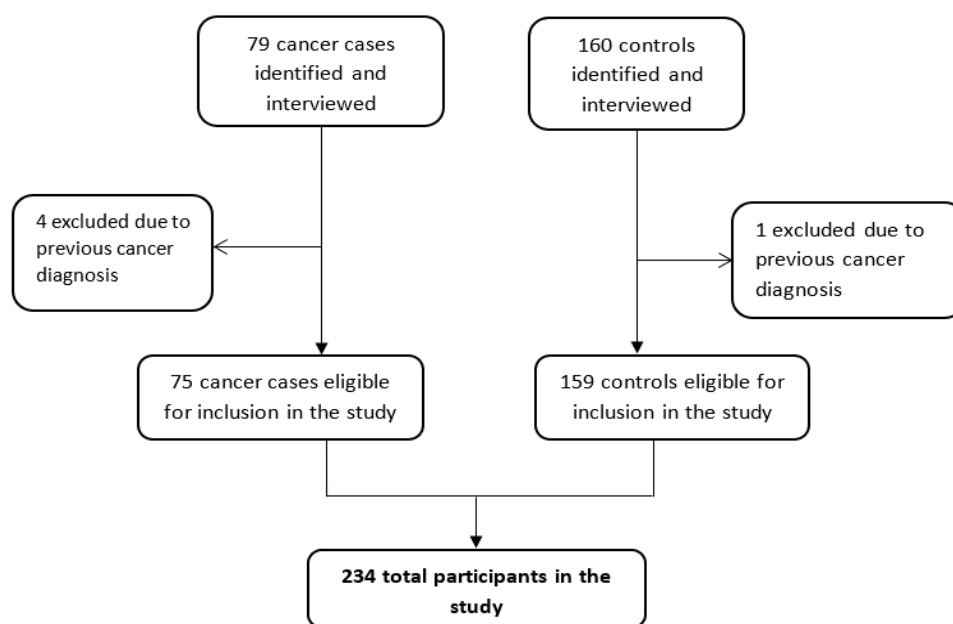 79 cancer cases
identified and
interviewed
160 controls
identified and
interviewed
4 excluded due to
previous cancer
diagnosis
1 excluded due to
previous cancer
diagnosis
75 cancer cases eligible
for inclusion in the study
159 controls eligible for
inclusion in the study
234 total participants in the
study